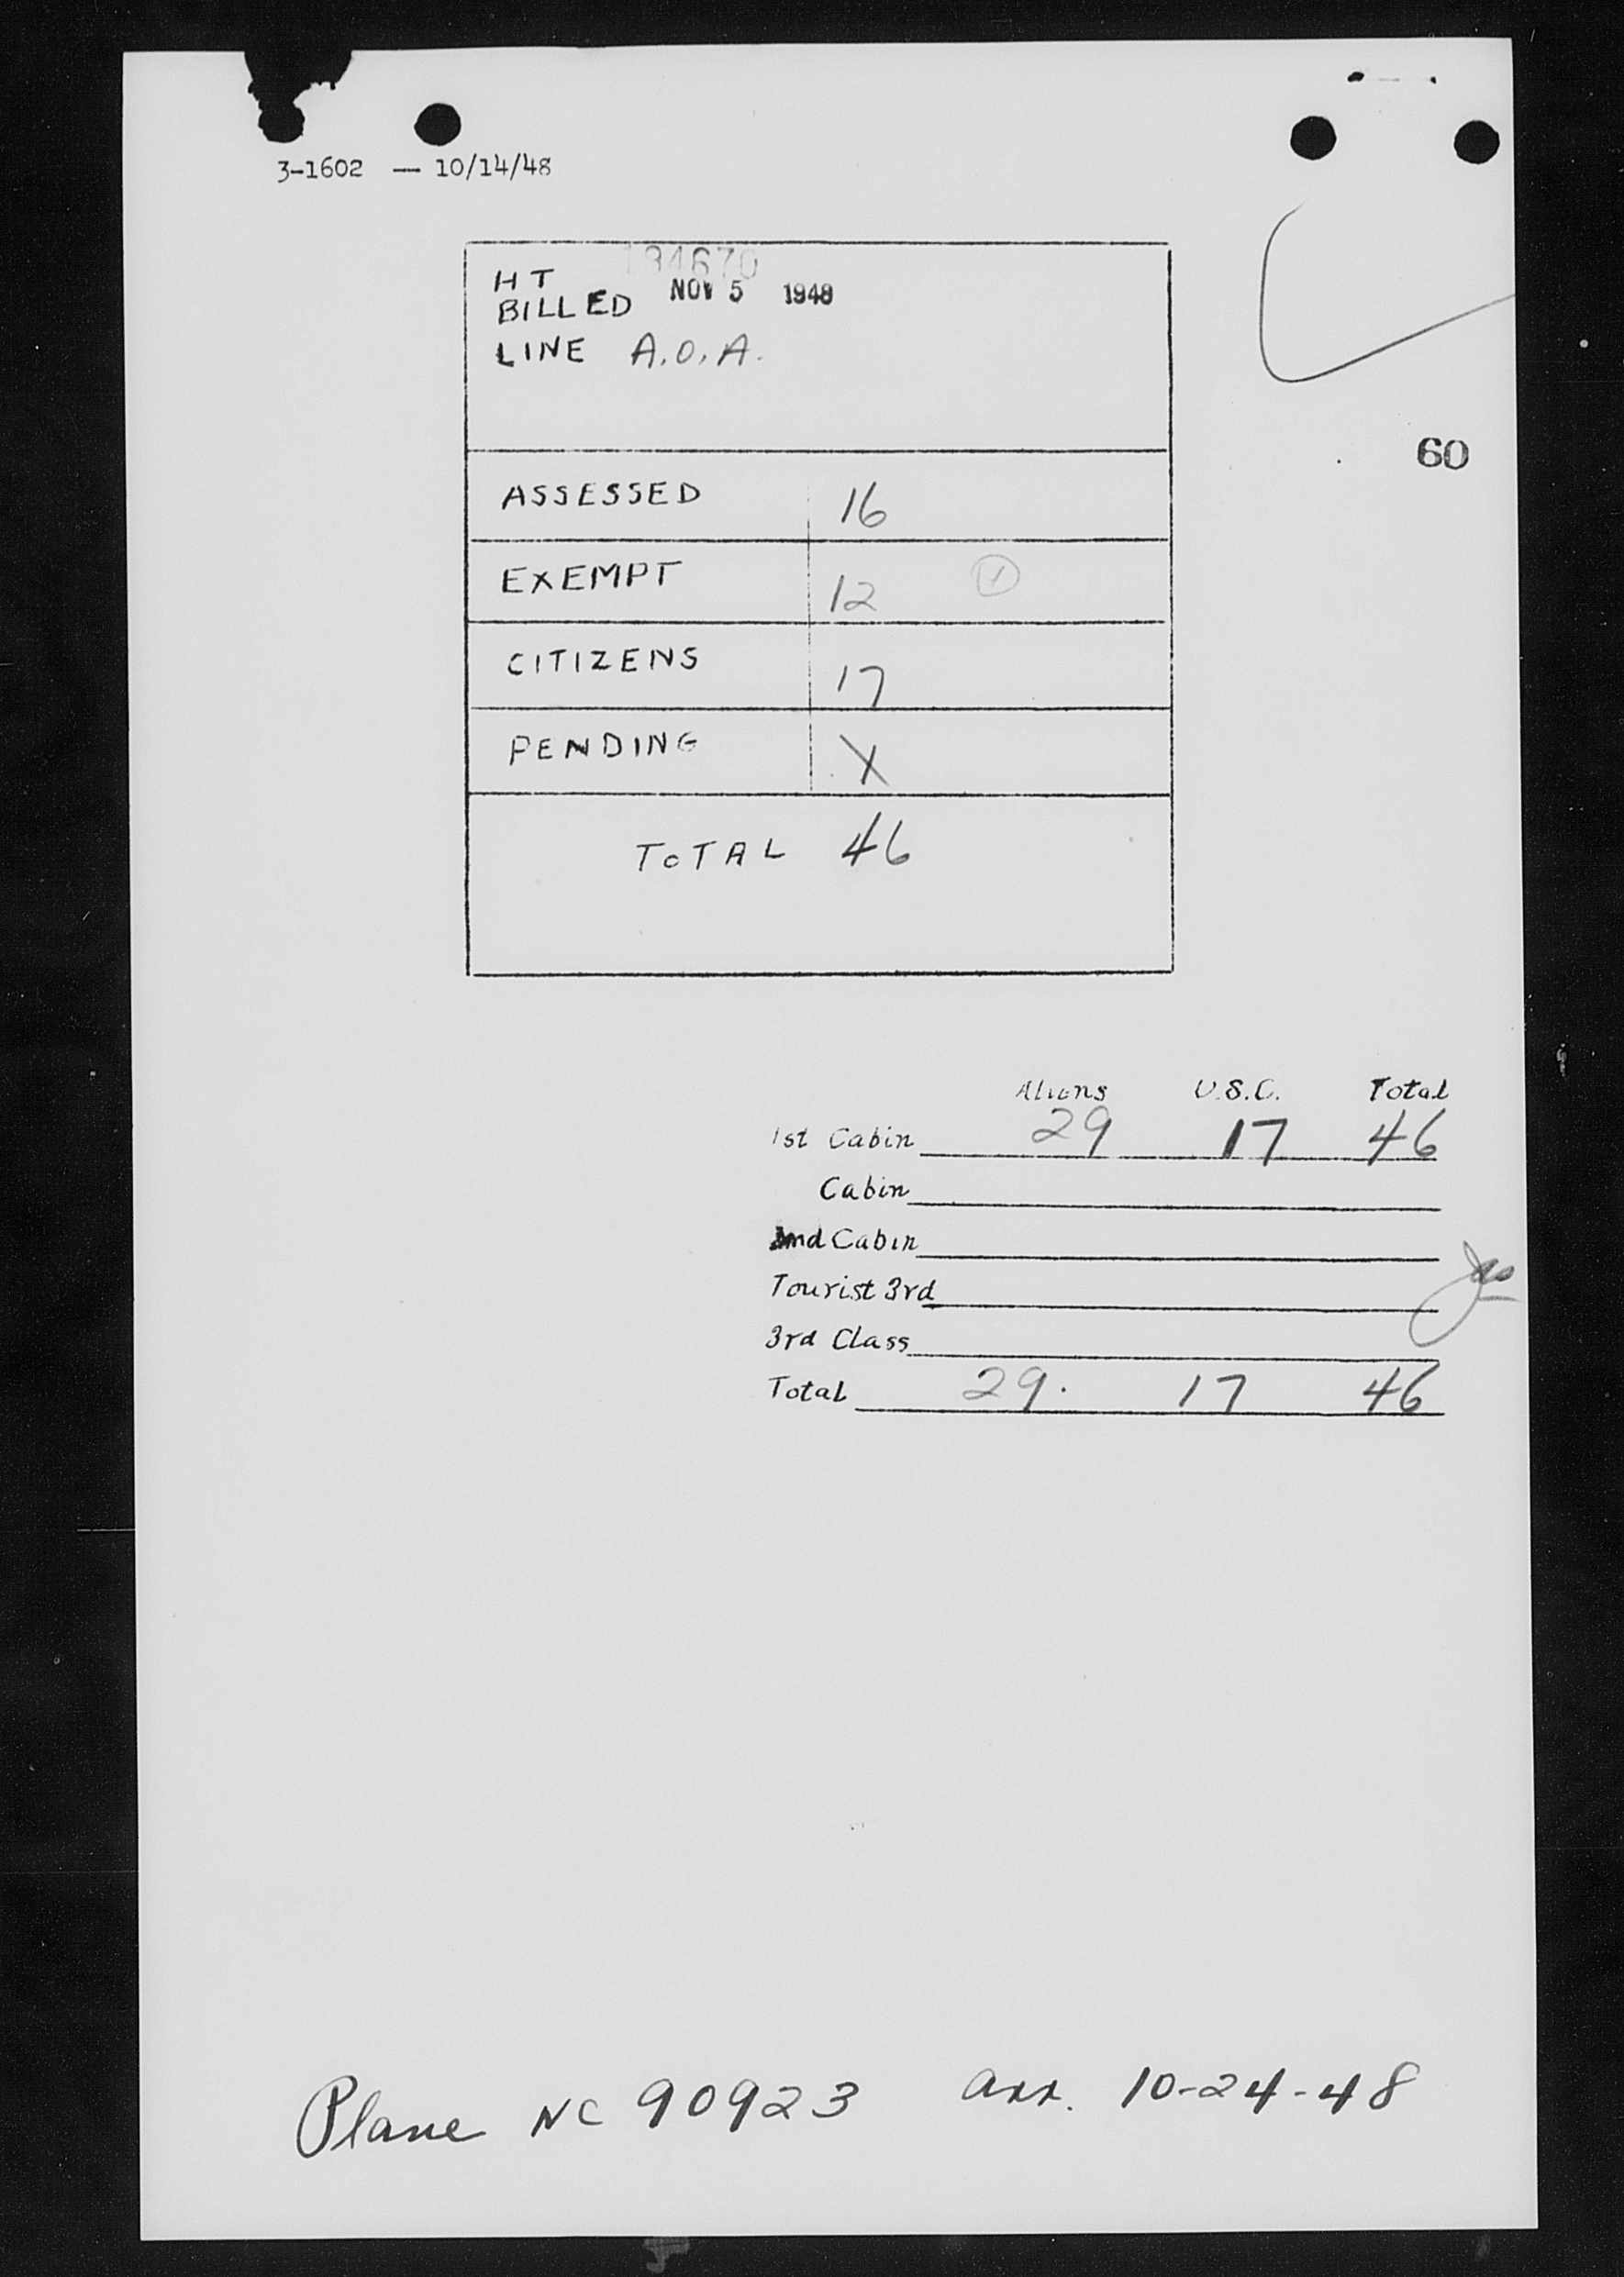 3-1602 — 10/14/48
HT
BILLED NOV 5 1948
LINE A.O.A.
60
ASSESSED 16
EXEMPT 12
CITIZENS 17
PENDING X
TOTAL 46
Aliens U.S.C. Total
1st Cabin 29 17 46
Cabin
2nd Cabin
Tourist 3rd
3rd Class
Total 29. 17 46
Plane NC 90923 arr. 10-24-48